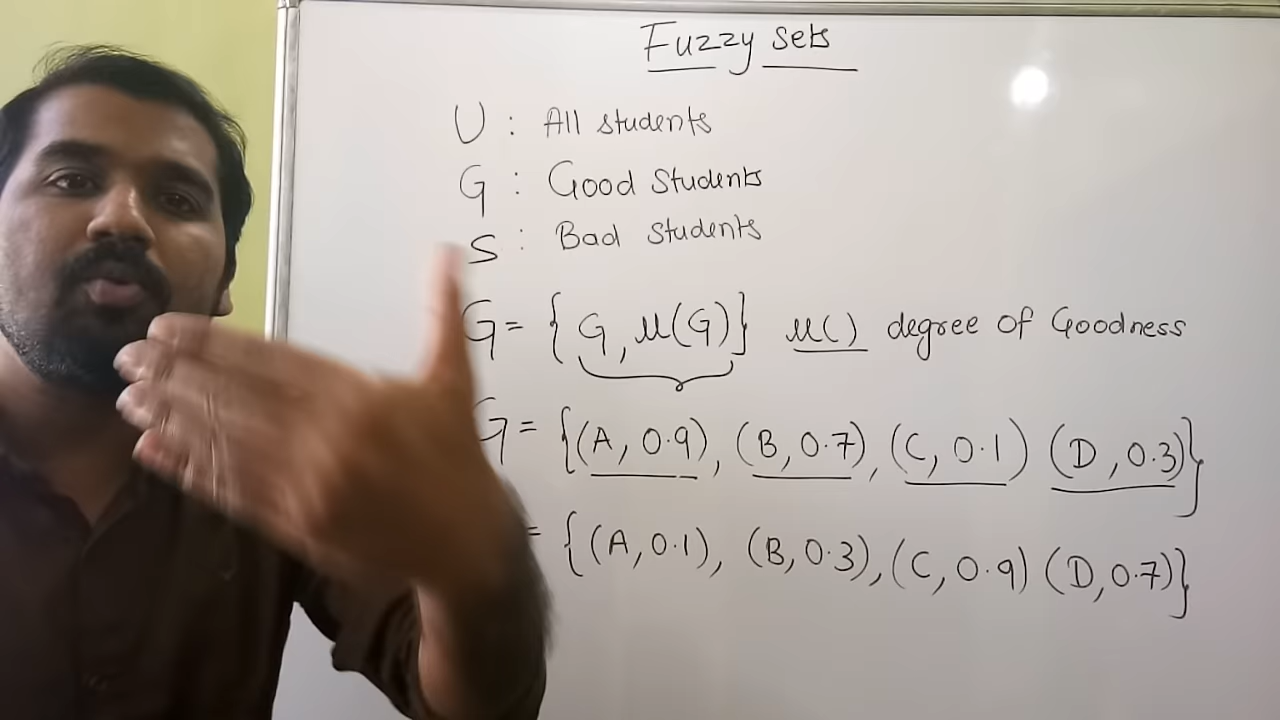 Fuzzy sets
U : All students
G : Good Students
S : Bad Students
G = { G, μ(G)} μ() degree of Goodness
G = {(A, 0.9), (B, 0.7), (C, 0.1) (D, 0.3)}
= {(A, 0.1), (B, 0.3), (C, 0.9) (D, 0.7)}